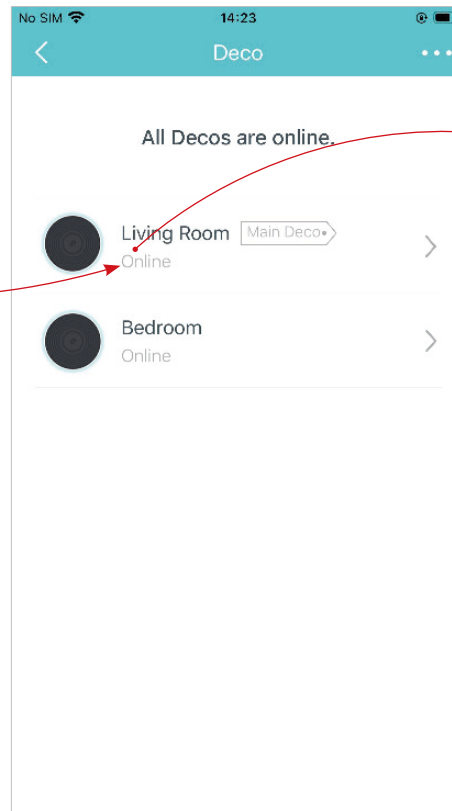 No SIM 14:23
Deco
All Decos are online.
Living Room Main Deco
Online
Bedroom
Online